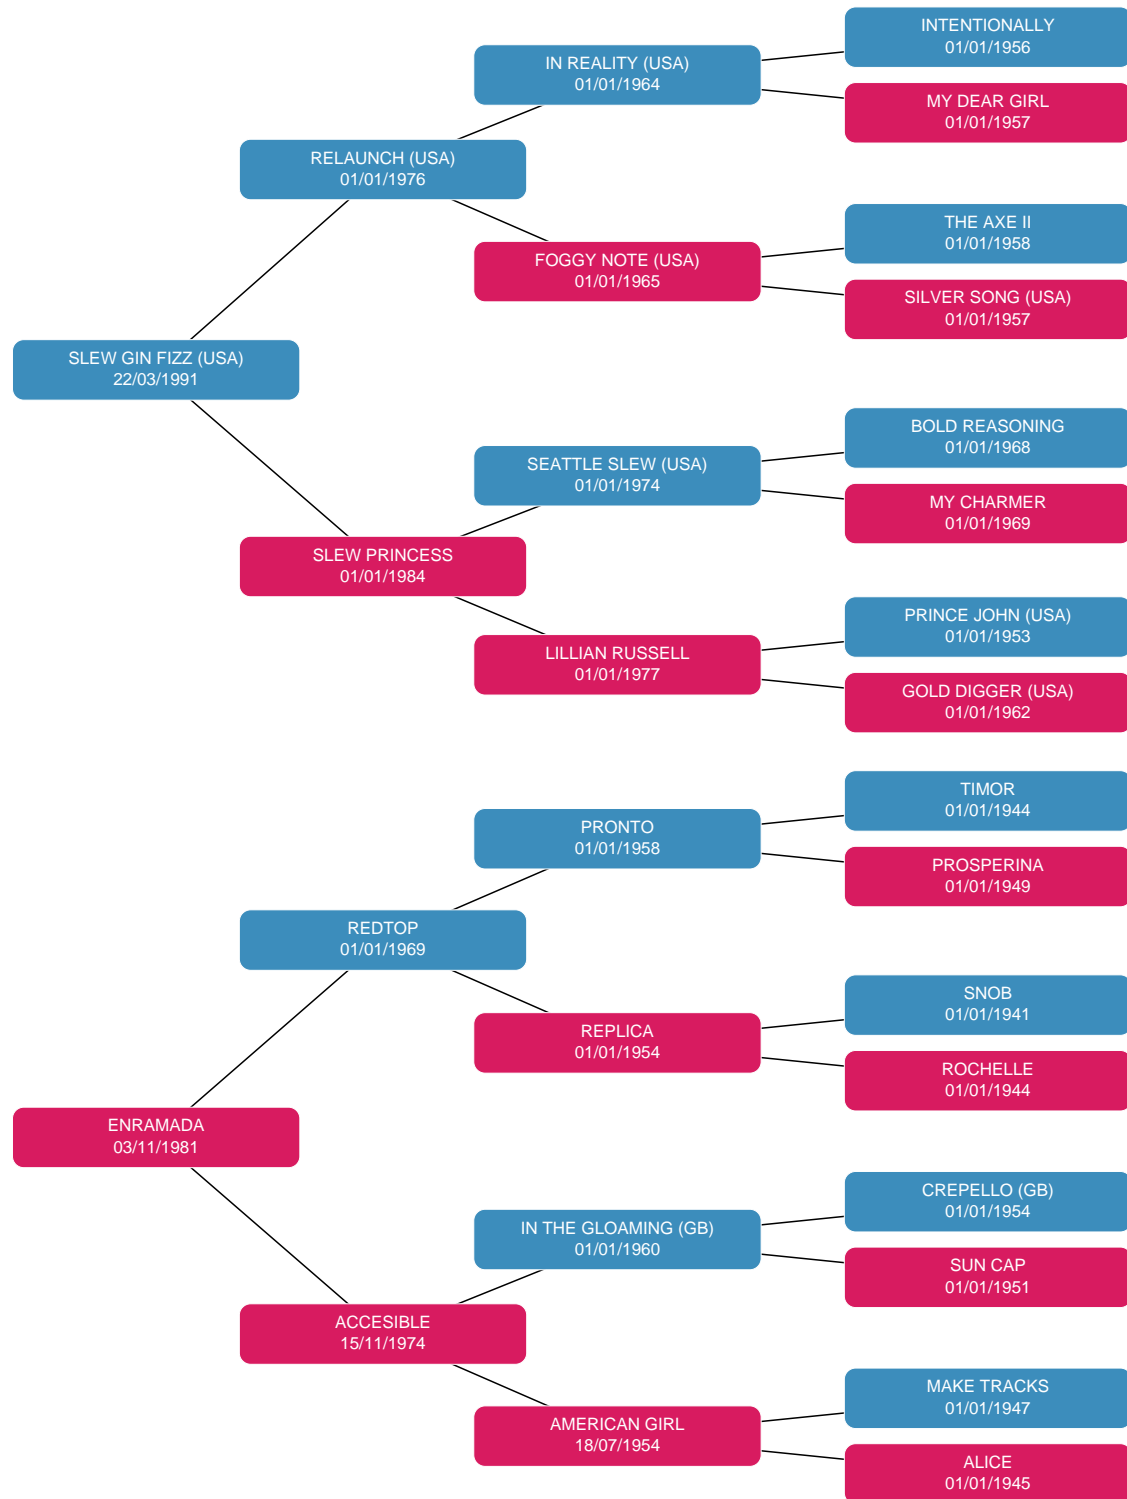 INTENTIONALLY
01/01/1956
IN REALITY (USA)
01/01/1964
MY DEAR GIRL
01/01/1957
RELAUNCH (USA)
01/01/1976
THE AXE II
01/01/1958
FOGGY NOTE (USA)
01/01/1965
SILVER SONG (USA)
01/01/1957
SLEW GIN FIZZ (USA)
22/03/1991
BOLD REASONING
01/01/1968
SEATTLE SLEW (USA)
01/01/1974
MY CHARMER
01/01/1969
SLEW PRINCESS
01/01/1984
PRINCE JOHN (USA)
01/01/1953
LILLIAN RUSSELL
01/01/1977
GOLD DIGGER (USA)
01/01/1962
TIMOR
01/01/1944
PRONTO
01/01/1958
PROSPERINA
01/01/1949
REDTOP
01/01/1969
SNOB
01/01/1941
REPLICA
01/01/1954
ROCHELLE
01/01/1944
ENRAMADA
03/11/1981
CREPELLO (GB)
01/01/1954
IN THE GLOAMING (GB)
01/01/1960
SUN CAP
01/01/1951
ACCESIBLE
15/11/1974
MAKE TRACKS
01/01/1947
AMERICAN GIRL
18/07/1954
ALICE
01/01/1945